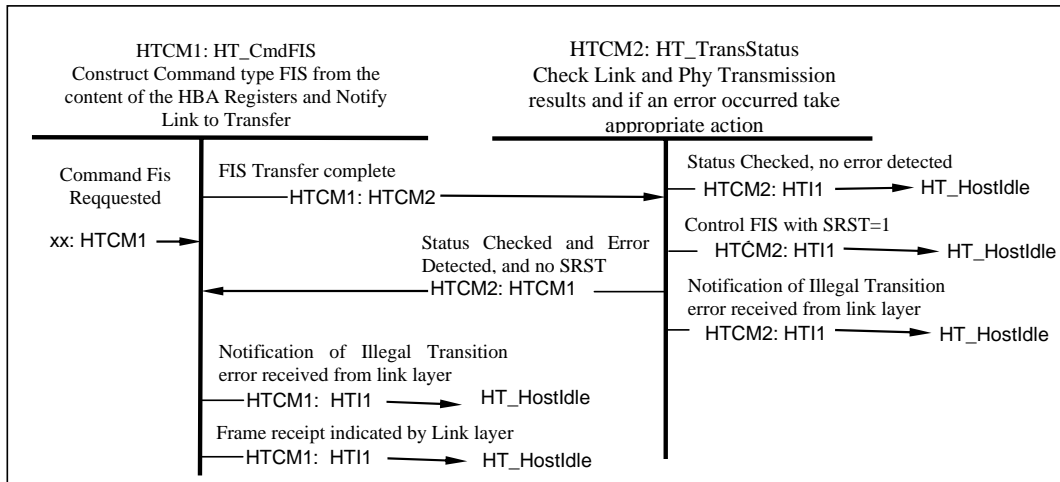 HTCM1: HT_CmdFIS
Construct Command type FIS from the
content of the HBA Registers and Notify
Link to Transfer
HTCM2: HT_TransStatus
Check Link and Phy Transmission
results and if an error occurred take
appropriate action
Command Fis
Reqquested
xx: HTCM1
FIS Transfer complete
HTCM1: HTCM2
Status Checked and Error
Detected, and no SRST
HTCM2: HTCM1
Notification of Illegal Transition
error received from link layer
HTCM1: HTI1
HT_HostIdle
Frame receipt indicated by Link layer
HTCM1: HTI1
HT_HostIdle
Status Checked, no error detected
HTCM2: HTI1
HT_HostIdle
Control FIS with SRST=1
HTCM2: HTI1
HT_HostIdle
Notification of Illegal Transition
error received from link layer
HTCM2: HTI1
HT_HostIdle